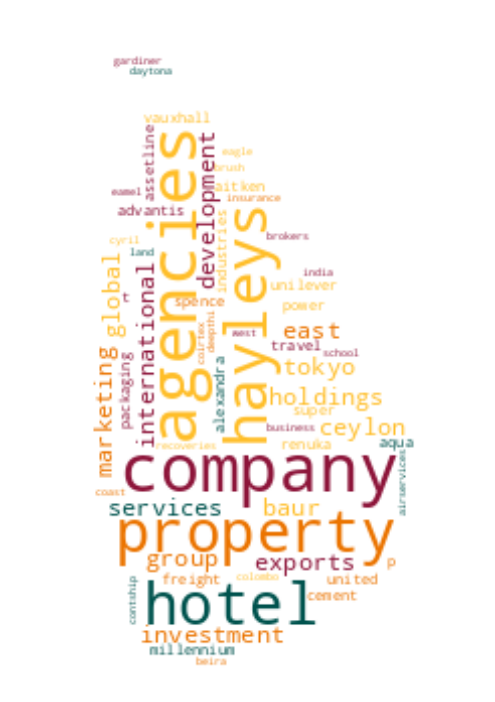 gardiner
daytona
vauxhall
assetline
agencies
development
eagle
brush
aitken
insurance
eamel
advantis
hayleys
industries
brokers
cyril
land
global
international
india
unilever
spence
power
coirtex
deepthi
west
east
travel
school
marketing
packaging
alexandra
tokyo
holdings
super
business
ceylon
recoveries
renuka
aqua
company
airservices
coast
services
baur
property
group
exports
p
freight
colombo
united
contship
hotel
cement
investment
millennium
beira